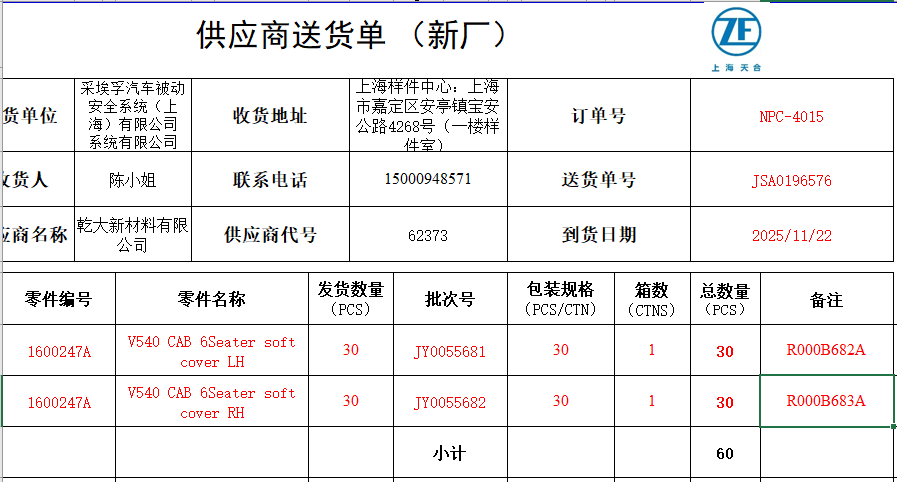 供应商送货单 （新厂）
ZF
上海天合
货单位
采埃孚汽车被动
安全系统（上
海）有限公司
系统有限公司
收货地址
上海样件中心：上海
市嘉定区安亭镇宝安
公路4268号（一楼样
件室）
订单号
NPC-4015
收货人
陈小姐
联系电话
15000948571
送货单号
JSA0196576
应商名称
乾大新材料有限
公司
供应商代号
62373
到货日期
2025/11/22
零件编号
零件名称
发货数量
（PCS）
批次号
包装规格
（PCS/CTN）
箱数
（CTNS）
总数量
（PCS）
备注
1600247A
V540 CAB 6Seater soft
cover LH
30
JY0055681
30
1
30
R000B682A
1600247A
V540 CAB 6Seater soft
cover RH
30
JY0055682
30
1
30
R000B683A
小计
60